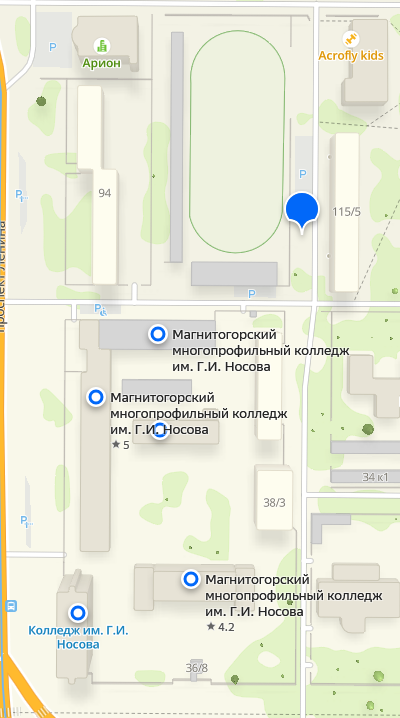 P
Арион
Acrofly kids
94
P
P
115/5
проспект Ленина
P
P
Магнитогорский
многопрофильный колледж
им. Г.И. Носова
Магнитогорский
многопрофильный колледж
им. Г.И. Носова
★ 5
34 к1
38/3
P
Магнитогорский
многопрофильный колледж
им. Г.И. Носова
★ 4.2
Колледж им. Г.И.
Носова
36/8